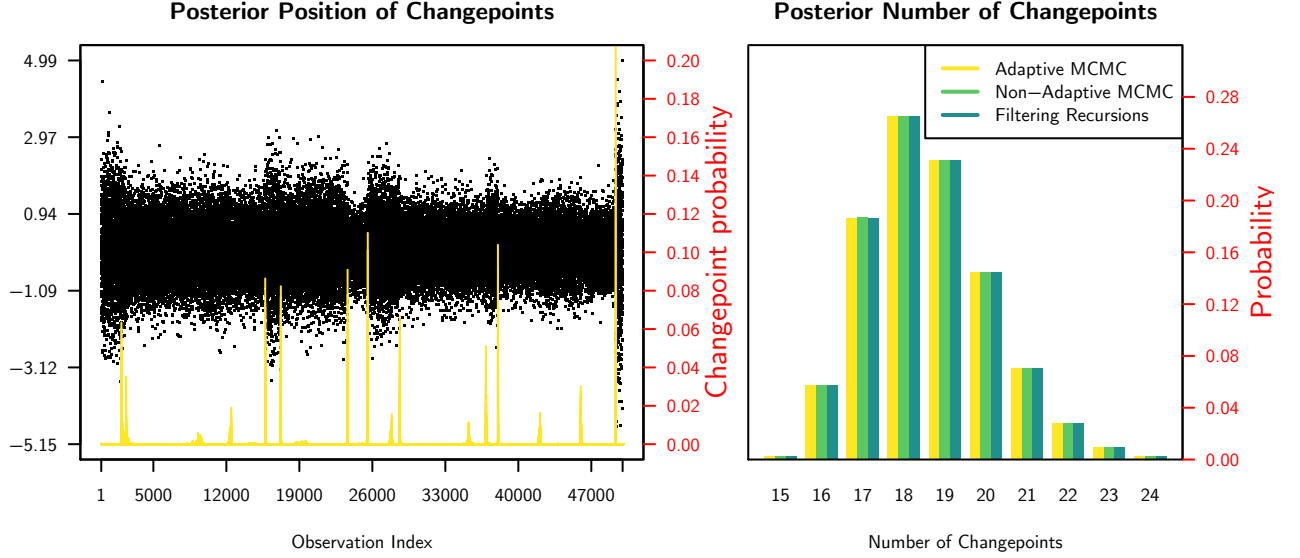 Posterior Position of Changepoints
4.99
2.97
0.94
−1.09
−3.12
−5.15
0.20
0.18
0.16
0.14
0.12
0.10
0.08
0.06
0.04
0.02
0.00
Changepoint probability
1 5000 12000 19000 26000 33000 40000 47000
Observation Index
Posterior Number of Changepoints
Adaptive MCMC
Non−Adaptive MCMC
Filtering Recursions
0.28
0.24
0.20
0.16
0.12
0.08
0.04
0.00
Probability
15 16 17 18 19 20 21 22 23 24
Number of Changepoints